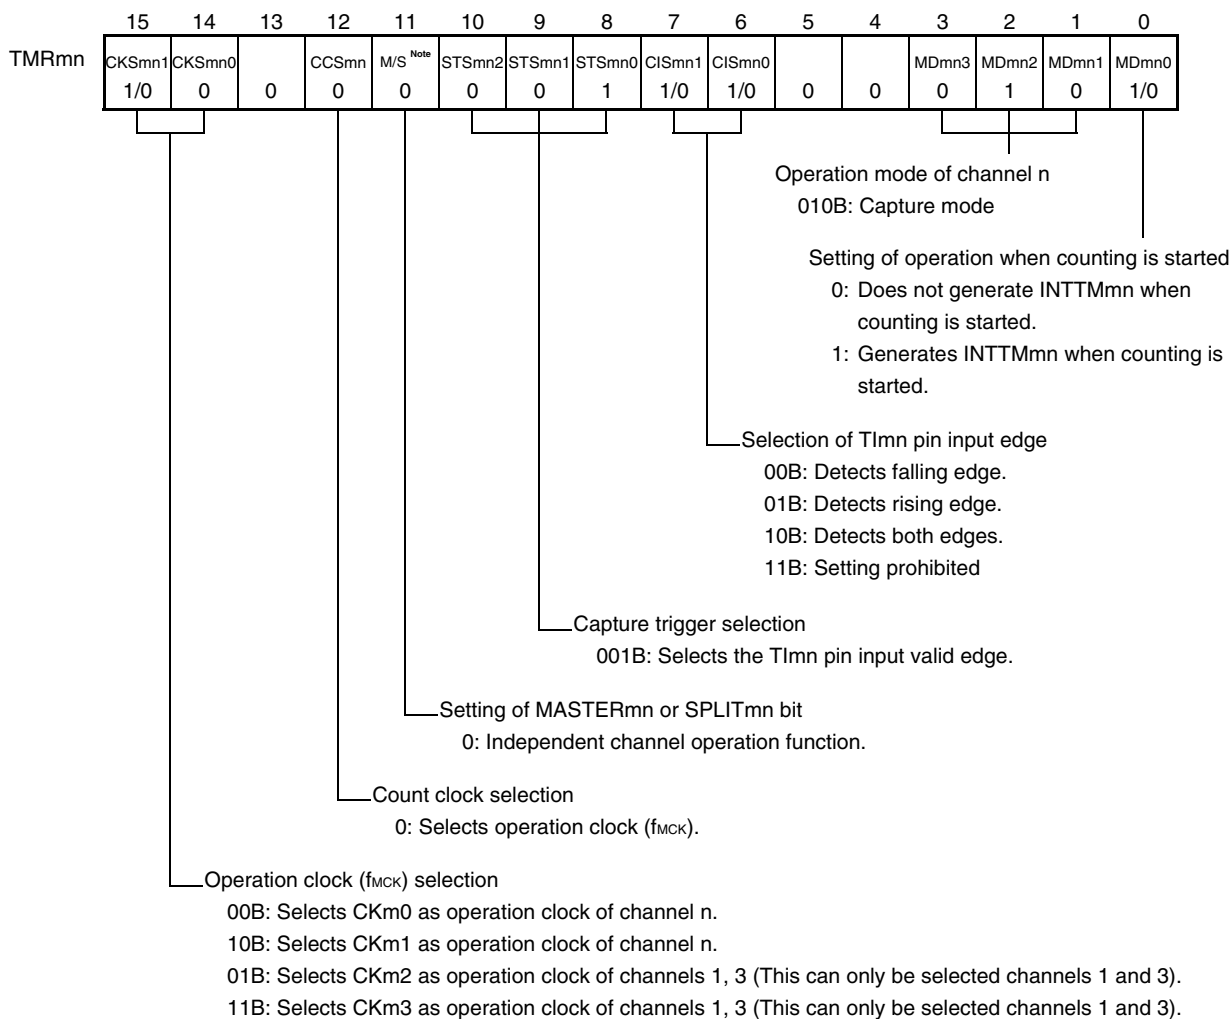 15 14 13 12 11 10 9 8 7 6 5 4 3 2 1 0
TMRmn CKSmn1 CKSmn0 CCSmn M/S Note STSmn2 STSmn1 STSmn0 CISmn1 CISmn0 MDmn3 MDmn2 MDmn1 MDmn0
1/0 0 0 0 0 0 0 1 1/0 1/0 0 0 0 1 0 1/0
Operation mode of channel n
010B: Capture mode
Setting of operation when counting is started
0: Does not generate INTTMmn when
counting is started.
1: Generates INTTMmn when counting is
started.
Selection of TImn pin input edge
00B: Detects falling edge.
01B: Detects rising edge.
10B: Detects both edges.
11B: Setting prohibited
Capture trigger selection
001B: Selects the TImn pin input valid edge.
Setting of MASTERmn or SPLITmn bit
0: Independent channel operation function.
Count clock selection
0: Selects operation clock (fMCK).
Operation clock (fMCK) selection
00B: Selects CKm0 as operation clock of channel n.
10B: Selects CKm1 as operation clock of channel n.
01B: Selects CKm2 as operation clock of channels 1, 3 (This can only be selected channels 1 and 3).
11B: Selects CKm3 as operation clock of channels 1, 3 (This can only be selected channels 1 and 3).